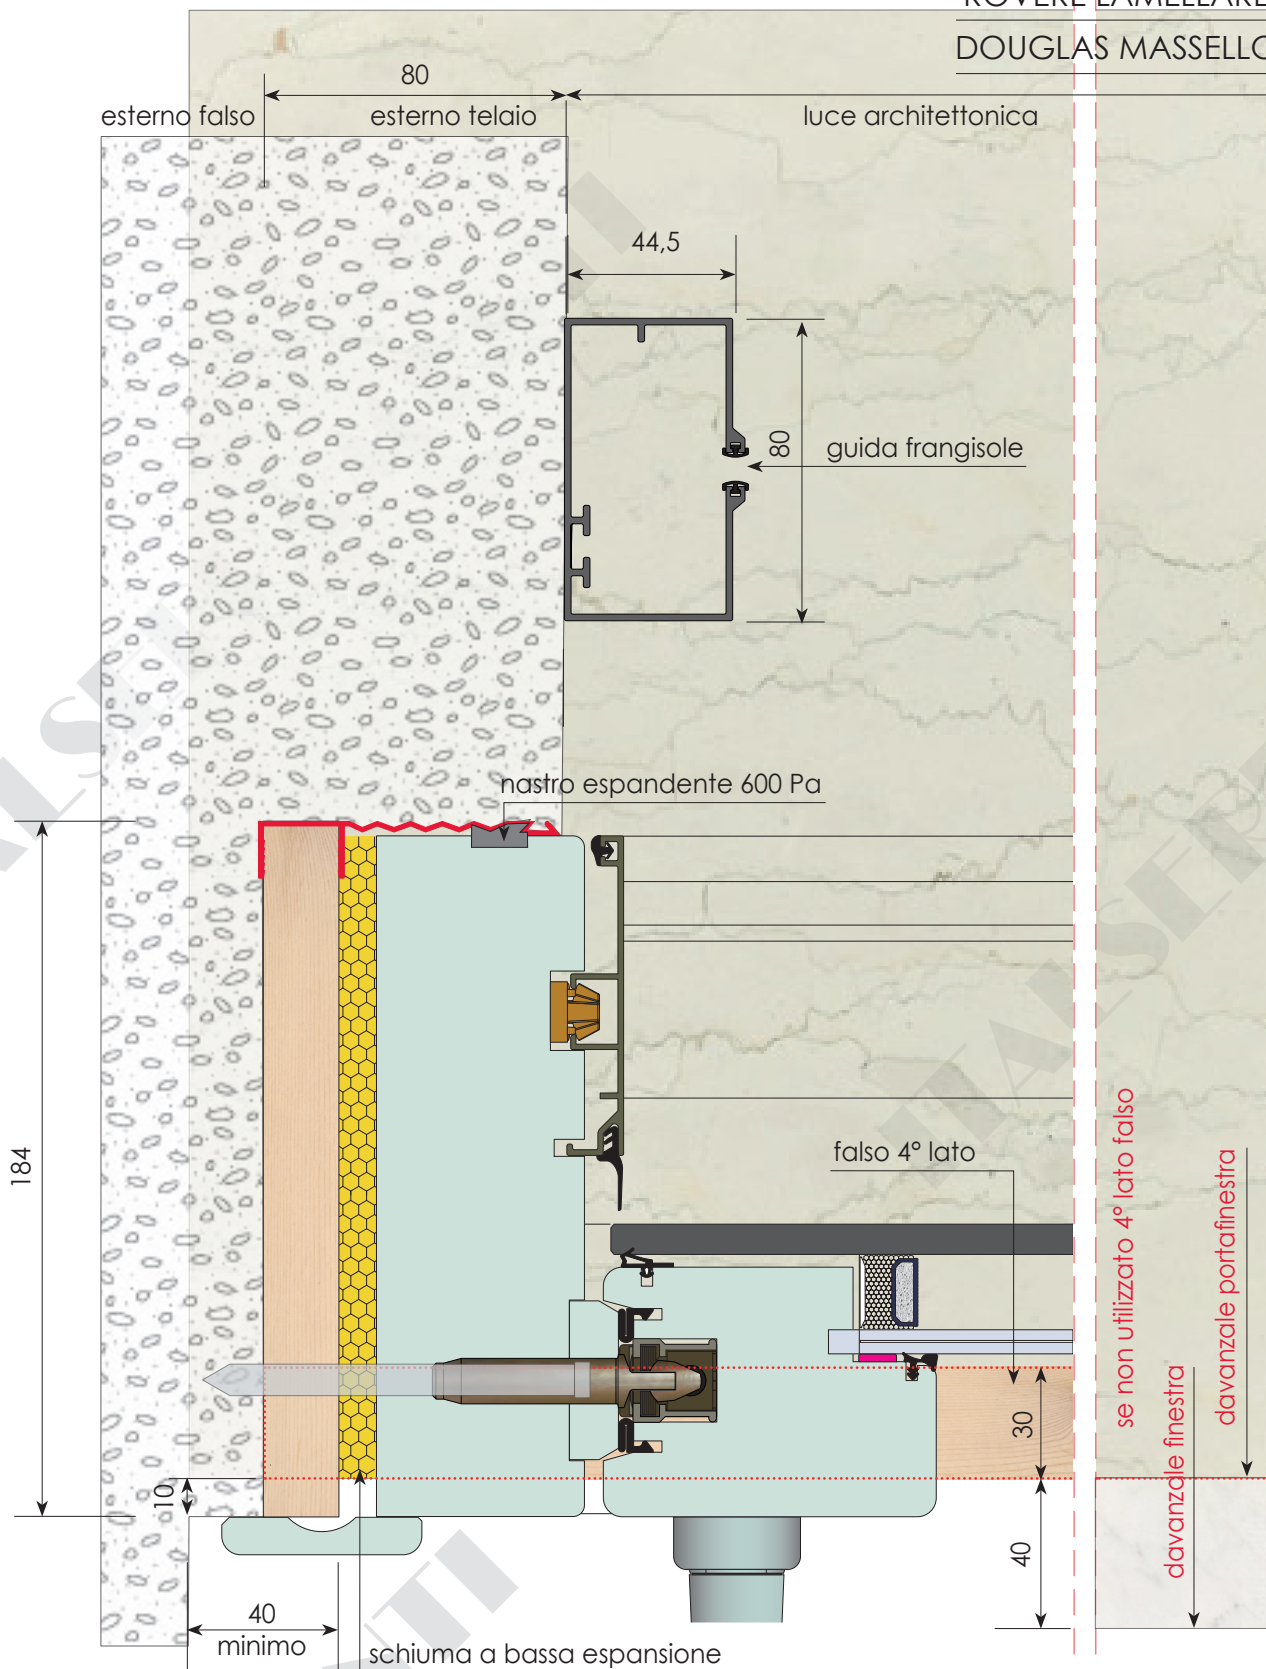 ROVERE LAMELLARE
DOUGLAS MASSELLO
80
esterno falso
esterno telaio
luce architettonica
44,5
80
guida frangisole
nastro espandente 600 Pa
184
falso 4° lato
se non utilizzato 4° lato falso
davanzale portafinestra
davanzale finestra
30
10
40
40
minimo
schiuma a bassa espansione